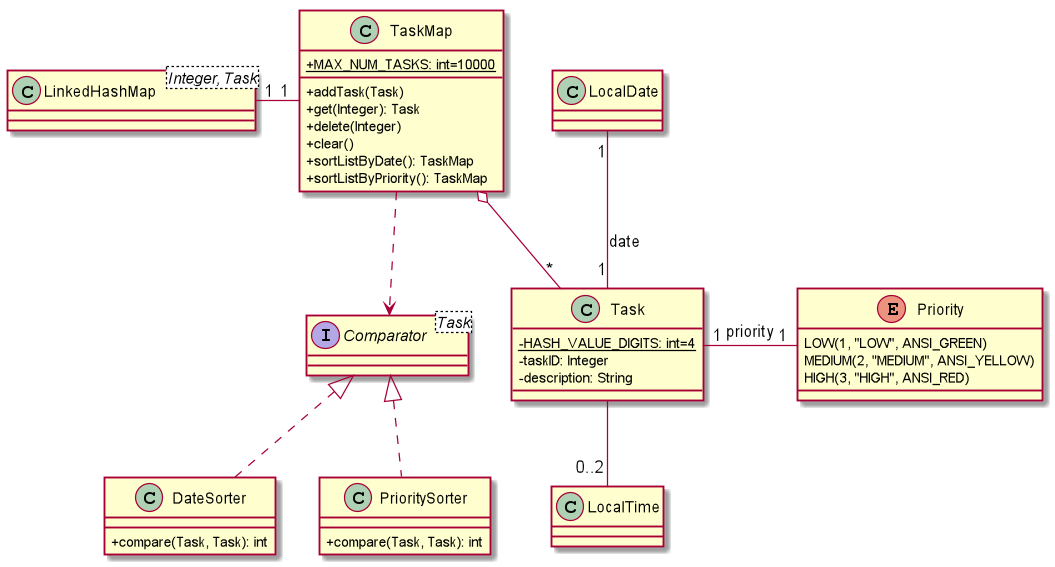 C TaskMap
+MAX_NUM_TASKS: int=10000
+addTask(Task)
+get(Integer): Task
+delete(Integer)
+clear()
+sortListByDate(): TaskMap
+sortListByPriority(): TaskMap
Integer, Task
C LinkedHashMap
1 1
C LocalDate
1
date
1
*
C Task
-HASH_VALUE_DIGITS: int=4
-taskID: Integer
-description: String
1 priority 1
E Priority
LOW(1, "LOW", ANSI_GREEN)
MEDIUM(2, "MEDIUM", ANSI_YELLOW)
HIGH(3, "HIGH", ANSI_RED)
Task
I Comparator
0..2
C DateSorter
+compare(Task, Task): int
C PrioritySorter
+compare(Task, Task): int
C LocalTime